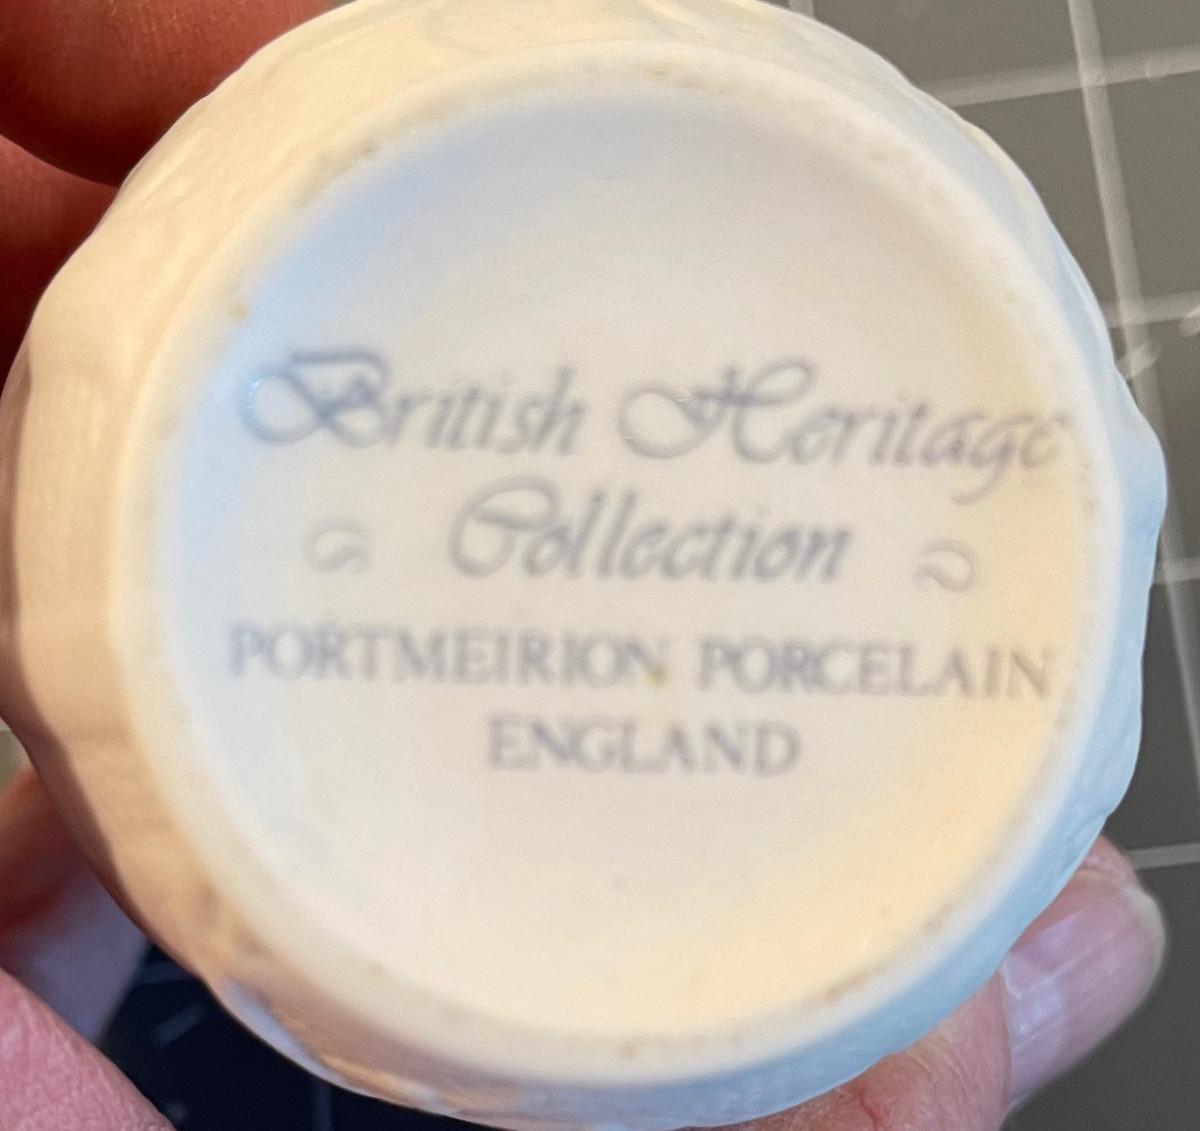 British Heritage
Collection
PORTMEIRION PORCELAIN
ENGLAND